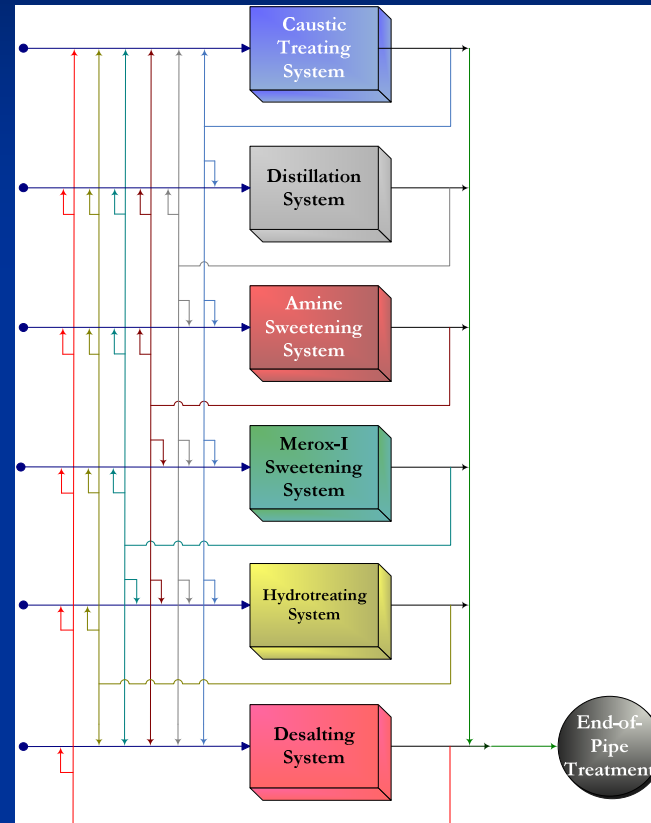 Caustic
Treating
System
Distillation
System
Amine
Sweetening
System
Merox-I
Sweetening
System
Hydrotreating
System
Desalting
System
End-of-
Pipe
Treatment